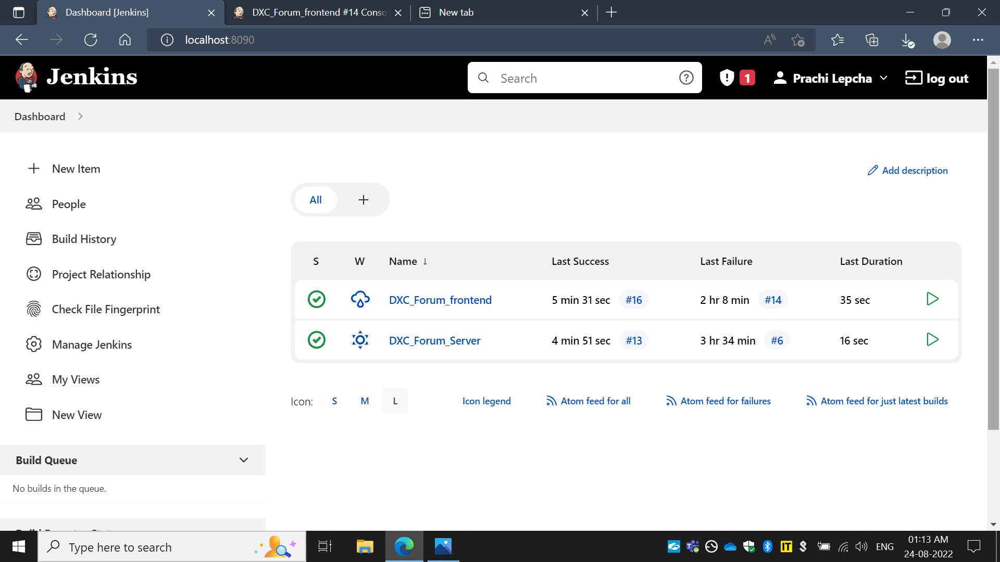 Dashboard [Jenkins]
DXC_Forum_frontend #14 Conso
New tab
localhost:8090
Jenkins
Search
1
Prachi Lepcha
log out
Dashboard
New Item
Add description
People
All
Build History
Project Relationship
Check File Fingerprint
Manage Jenkins
My Views
New View
S W Name ↓ Last Success Last Failure Last Duration
DXC_Forum_frontend 5 min 31 sec #16 2 hr 8 min #14 35 sec
DXC_Forum_Server 4 min 51 sec #13 3 hr 34 min #6 16 sec
Icon: S M L Icon legend Atom feed for all Atom feed for failures Atom feed for just latest builds
Build Queue
No builds in the queue.
Type here to search
IT
ENG
01:13 AM
24-08-2022